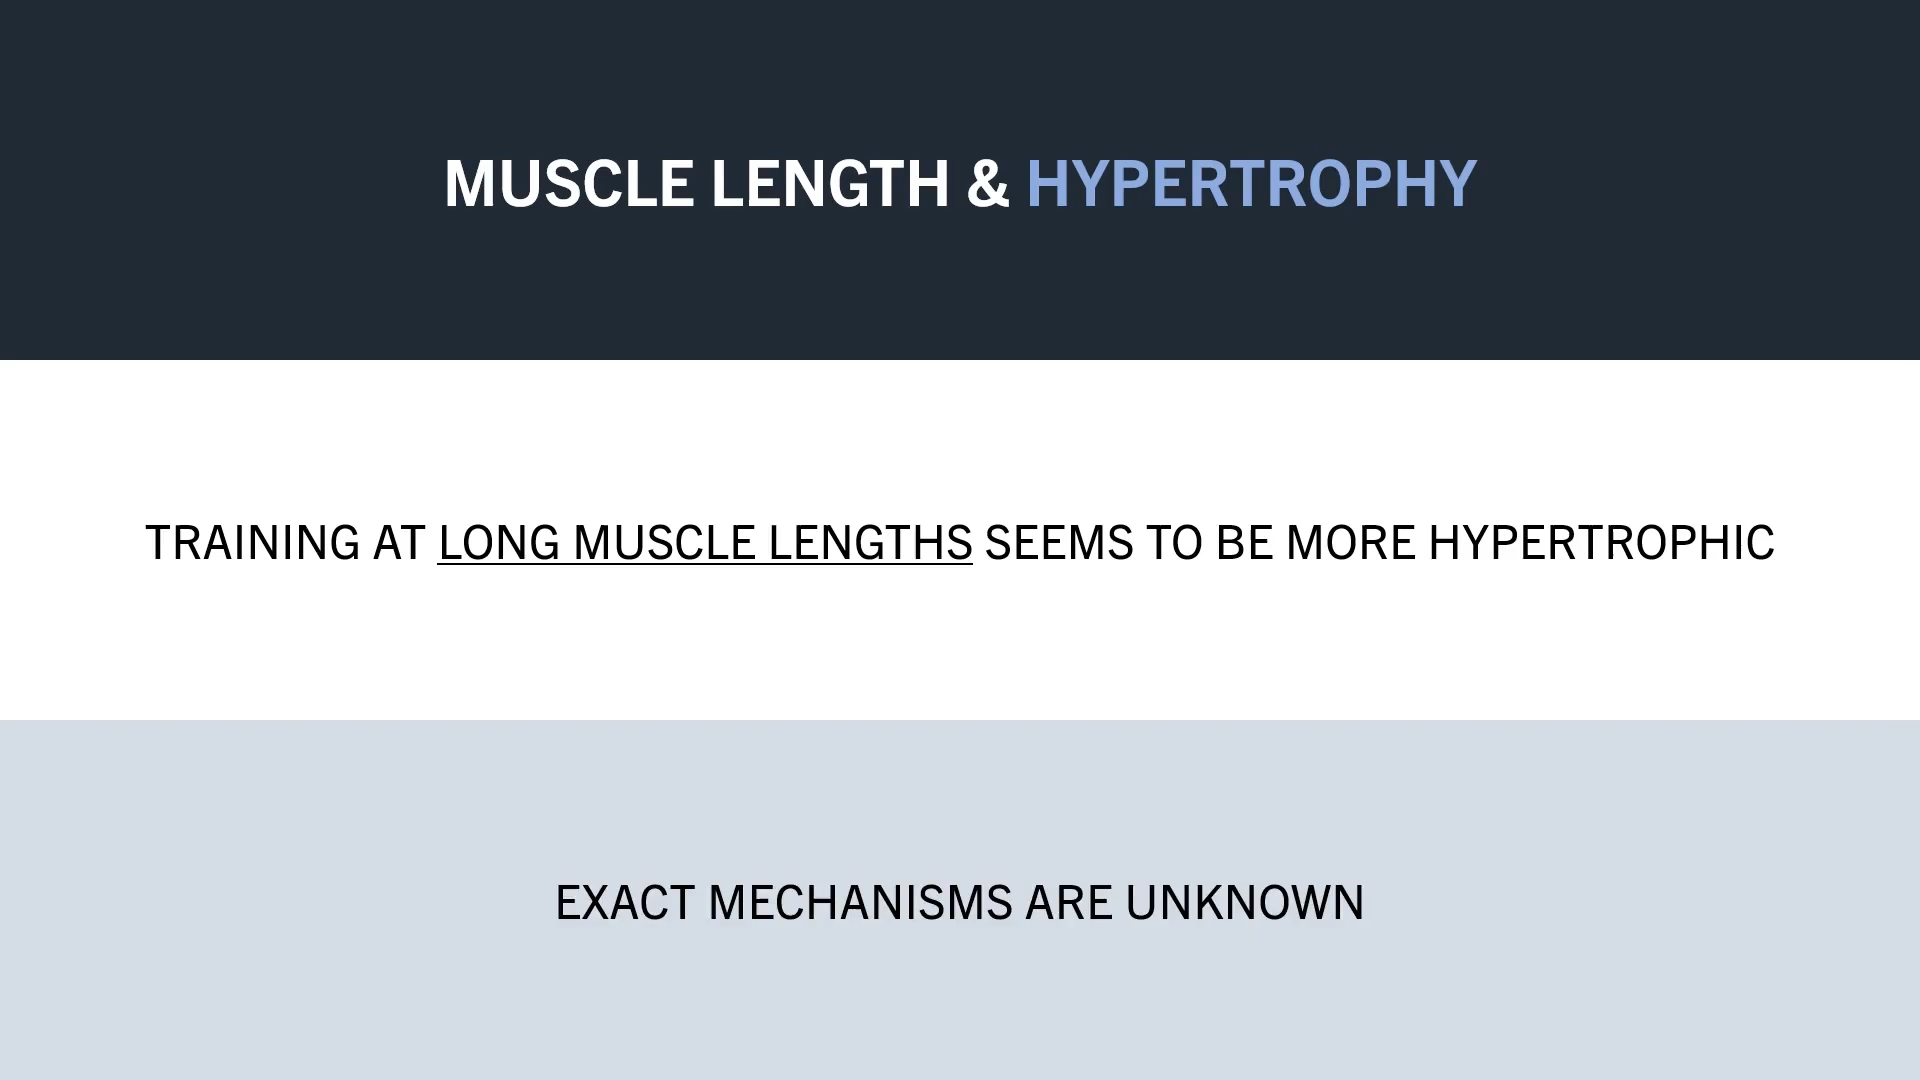 MUSCLE LENGTH & HYPERTROPHY
TRAINING AT LONG MUSCLE LENGTHS SEEMS TO BE MORE HYPERTROPHIC
EXACT MECHANISMS ARE UNKNOWN